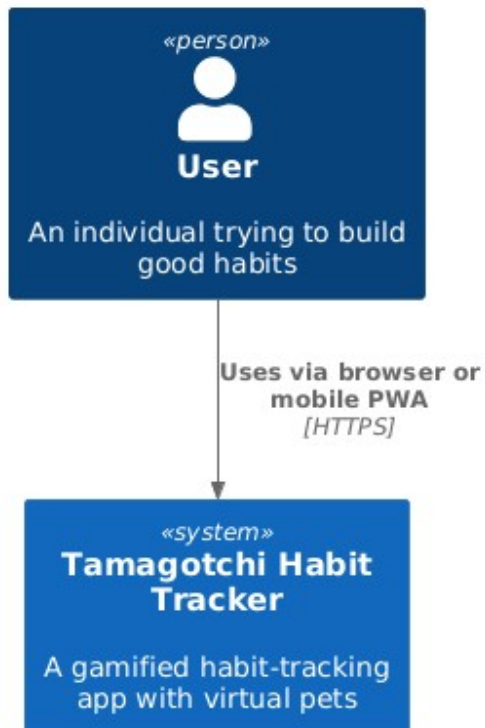 «person»
User
An individual trying to build
good habits
Uses via browser or
mobile PWA
[HTTPS]
«system»
Tamagotchi Habit
Tracker
A gamified habit-tracking
app with virtual pets